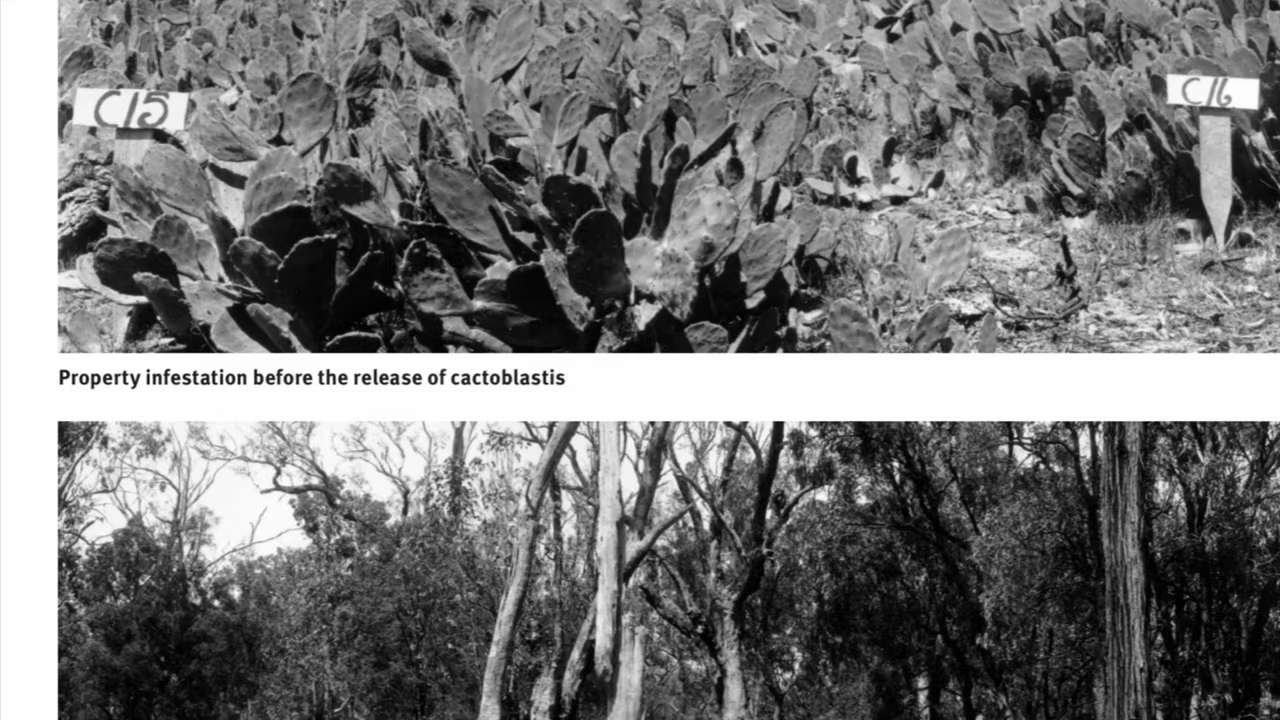 C15
C16
Property infestation before the release of cactoblastis